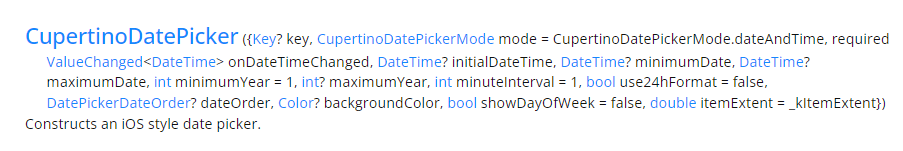 CupertinoDatePicker ({Key? key, CupertinoDatePickerMode mode = CupertinoDatePickerMode.dateAndTime, required
ValueChanged<DateTime> onDateTimeChanged, DateTime? initialDateTime, DateTime? minimumDate, DateTime?
maximumDate, int minimumYear = 1, int? maximumYear, int minuteInterval = 1, bool use24hFormat = false,
DatePickerDateOrder? dateOrder, Color? backgroundColor, bool showDayOfWeek = false, double itemExtent = _kItemExtent})
Constructs an iOS style date picker.